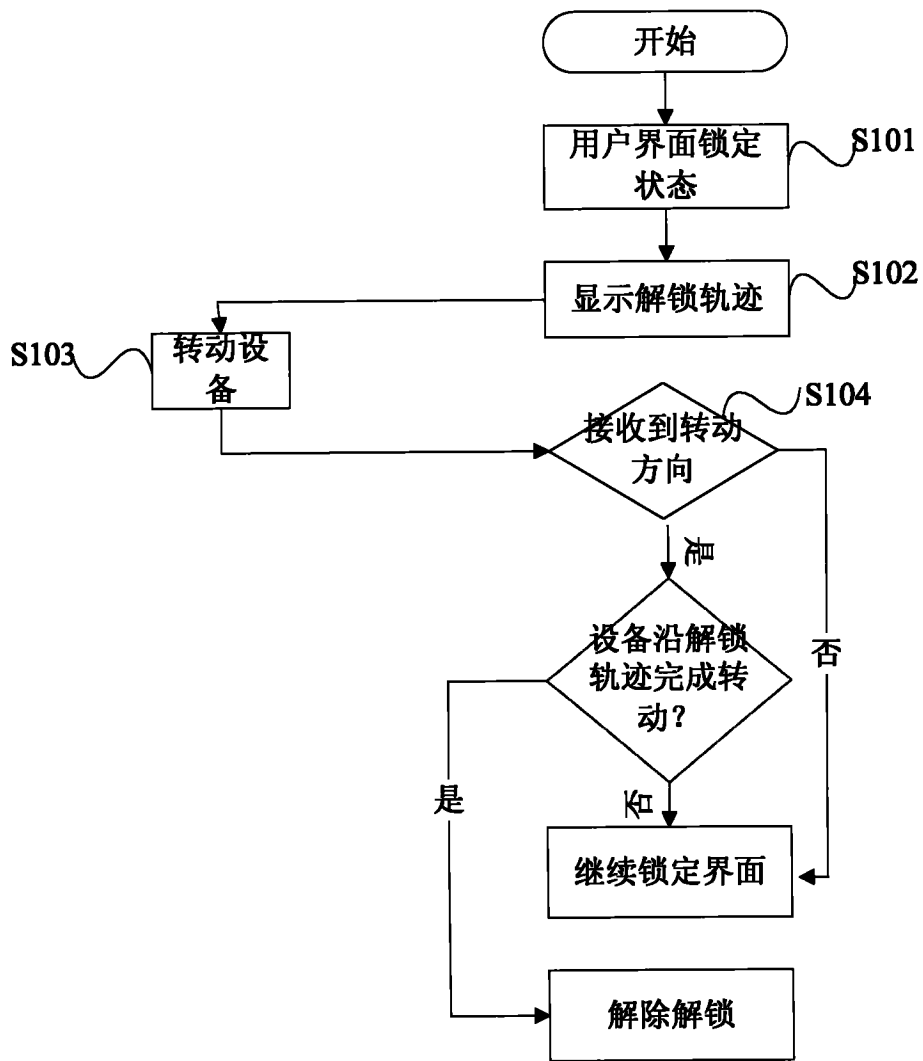 开始
用户界面锁定
状态
S101
显示解锁轨迹
S102
S103
转动设
备
S104
接收到转动
方向
是
否
设备沿解锁
轨迹完成转
动?
是
否
继续锁定界面
解除解锁